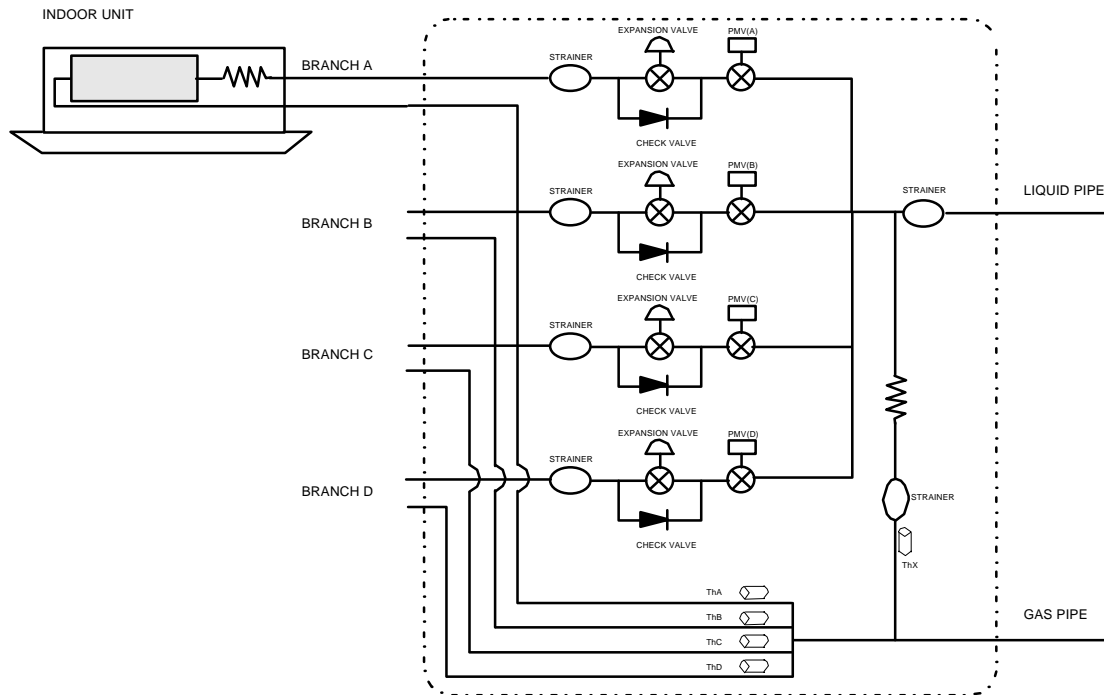 INDOOR UNIT
EXPANSION VALVE
PMV(A)
STRAINER
BRANCH A
CHECK VALVE
EXPANSION VALVE
PMV(B)
STRAINER
STRAINER
LIQUID PIPE
BRANCH B
CHECK VALVE
EXPANSION VALVE
PMV(C)
STRAINER
BRANCH C
CHECK VALVE
EXPANSION VALVE
PMV(D)
STRAINER
BRANCH D
STRAINER
CHECK VALVE
ThX
ThA
ThB
GAS PIPE
ThC
ThD